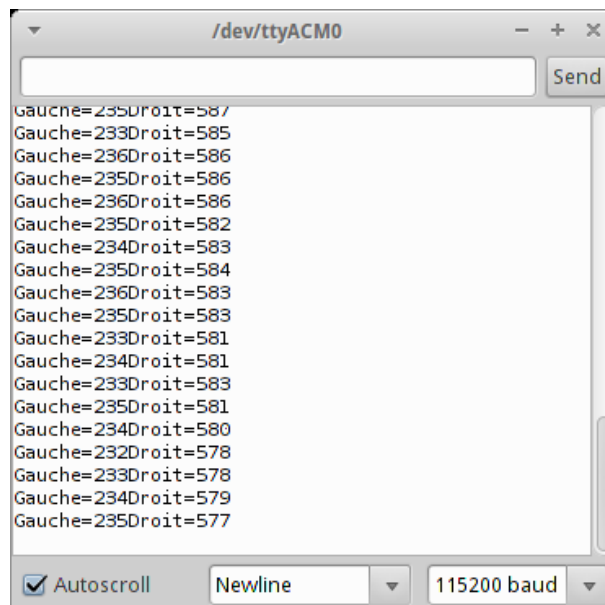 /dev/ttyACM0
Send
Gauche=235Droit=587
Gauche=233Droit=585
Gauche=236Droit=586
Gauche=235Droit=586
Gauche=236Droit=586
Gauche=235Droit=582
Gauche=234Droit=583
Gauche=235Droit=584
Gauche=236Droit=583
Gauche=235Droit=583
Gauche=233Droit=581
Gauche=234Droit=581
Gauche=233Droit=583
Gauche=235Droit=581
Gauche=234Droit=580
Gauche=232Droit=578
Gauche=233Droit=578
Gauche=234Droit=579
Gauche=235Droit=577
Autoscroll Newline 115200 baud